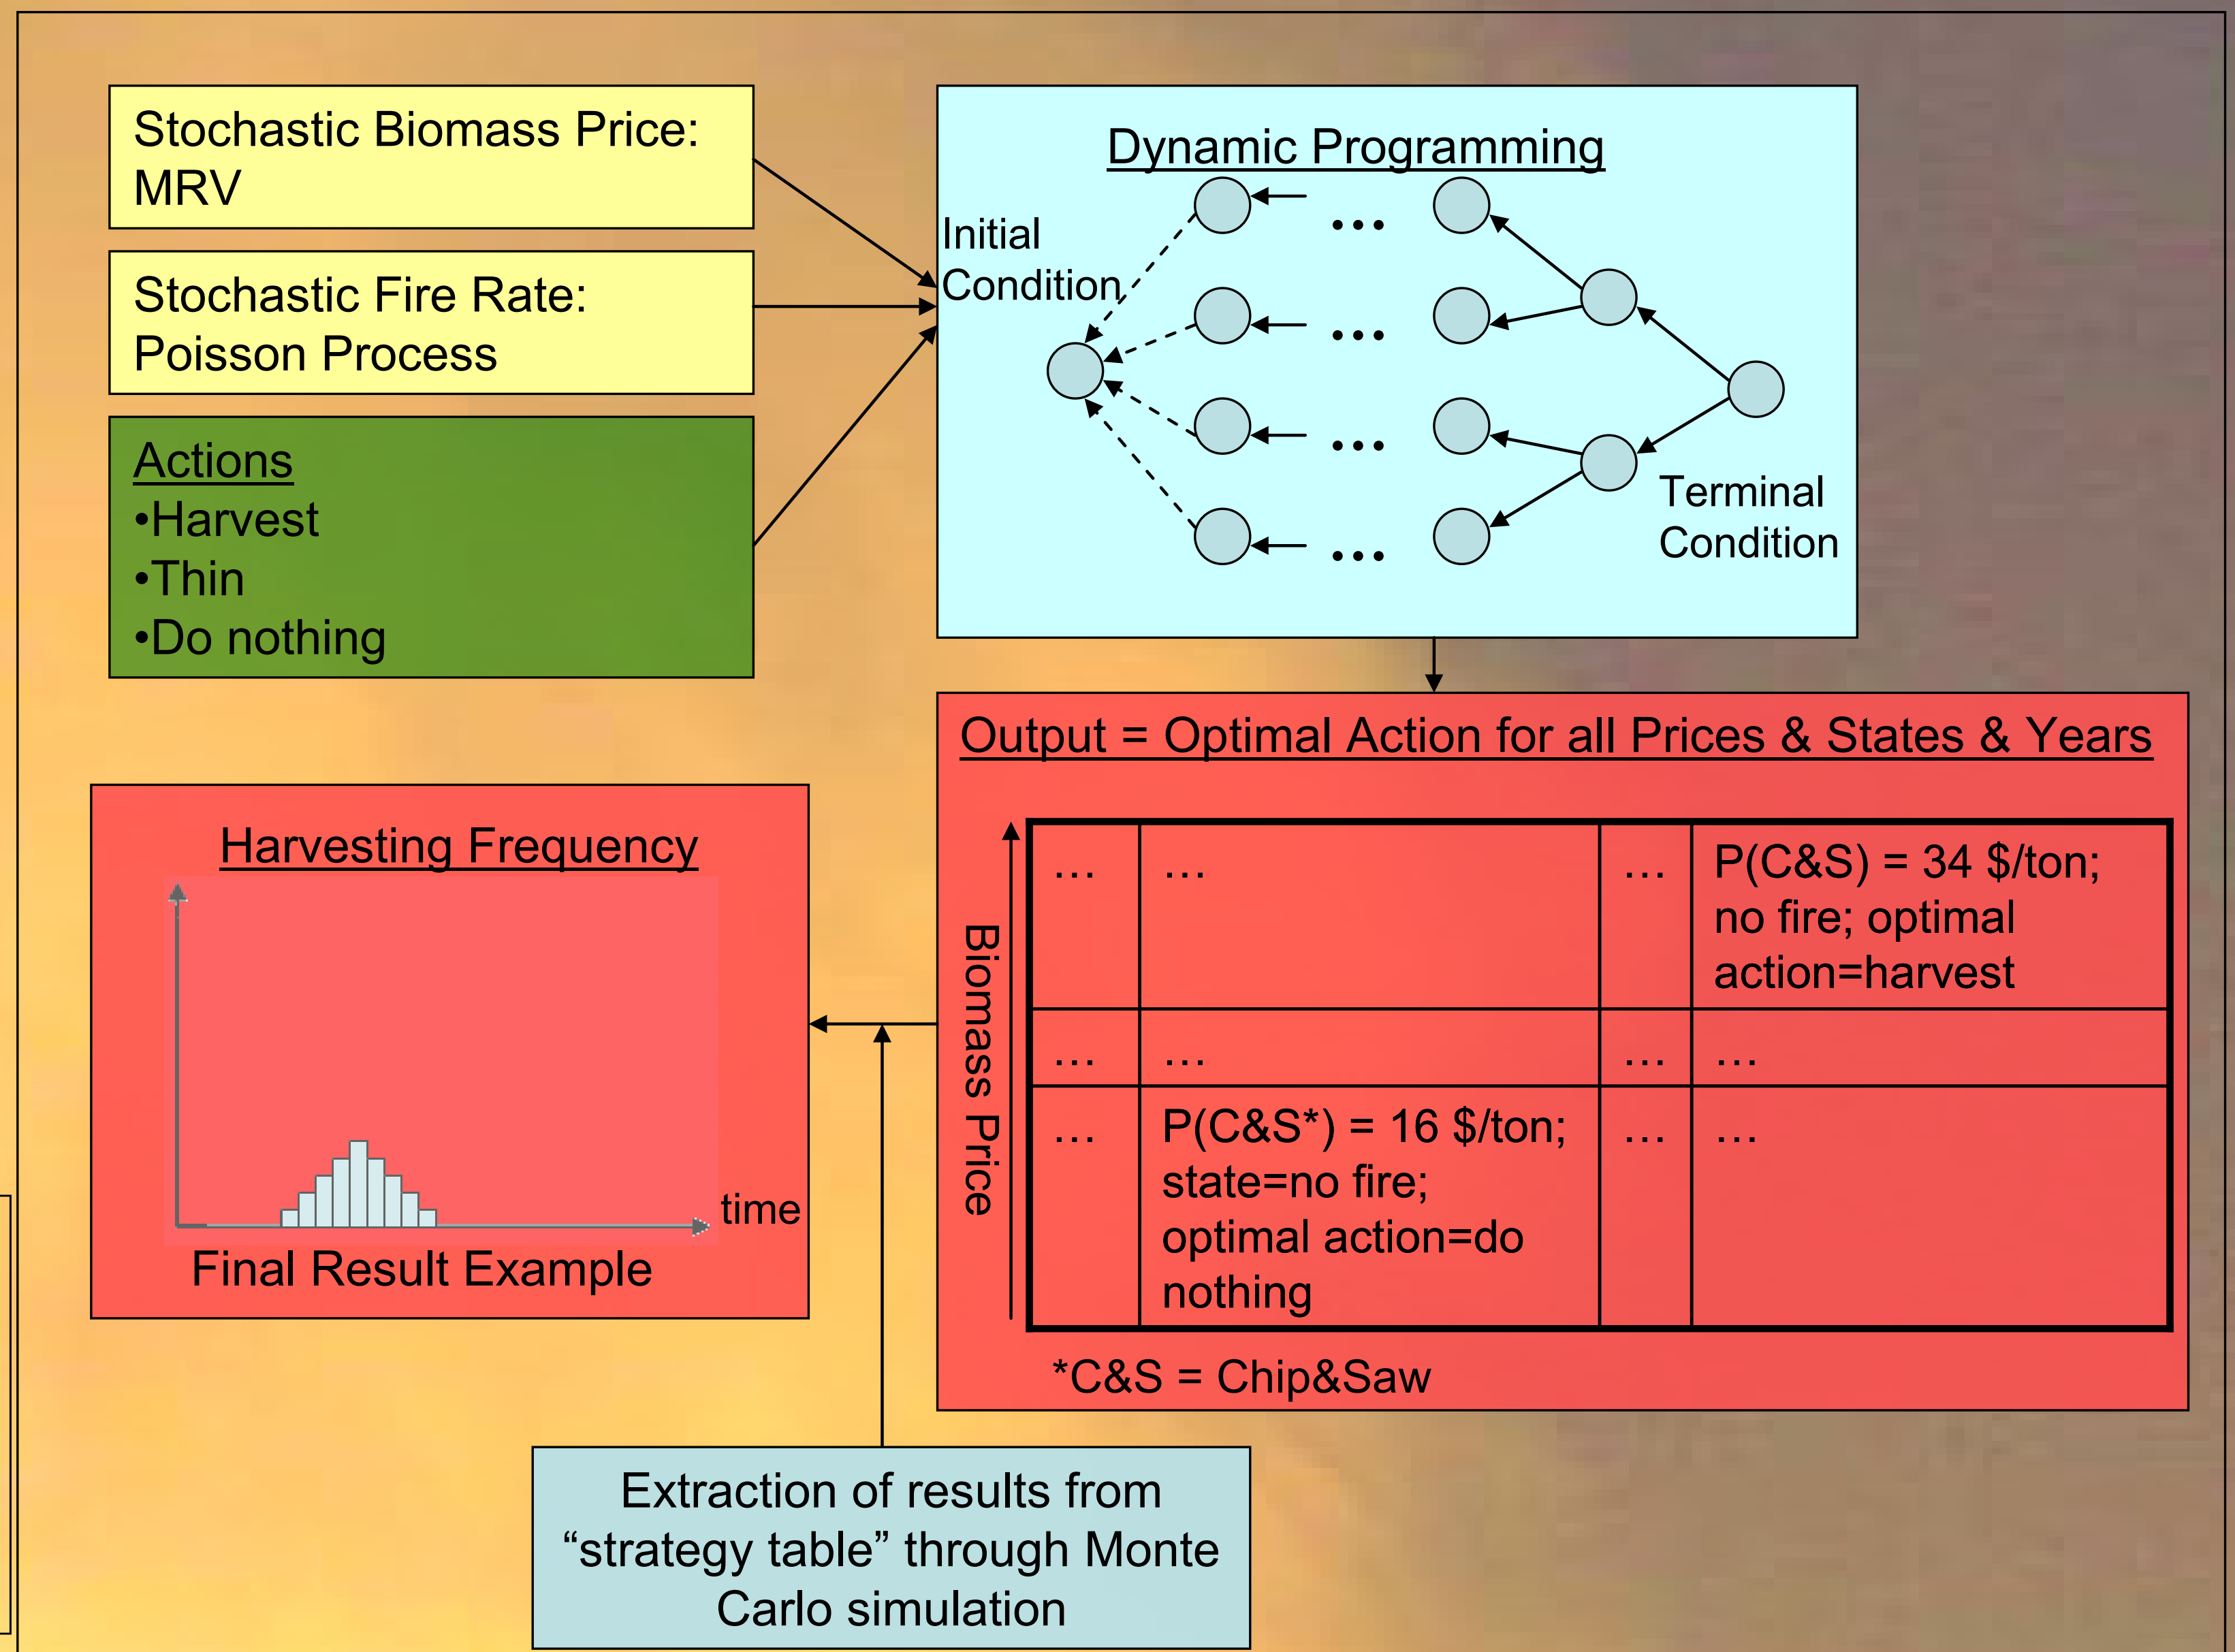 Stochastic Biomass Price:
MRV
Stochastic Fire Rate:
Poisson Process
Actions
•Harvest
•Thin
•Do nothing
Dynamic Programming
Initial
Condition
...
...
...
...
Terminal
Condition
Output = Optimal Action for all Prices & States & Years
Biomass Price
… … … P(C&S) = 34 $/ton;
no fire; optimal
action=harvest
… … … …
… P(C&S*) = 16 $/ton; … …
state=no fire;
optimal action=do
nothing
*C&S = Chip&Saw
Harvesting Frequency
time
Final Result Example
Extraction of results from
“strategy table” through Monte
Carlo simulation